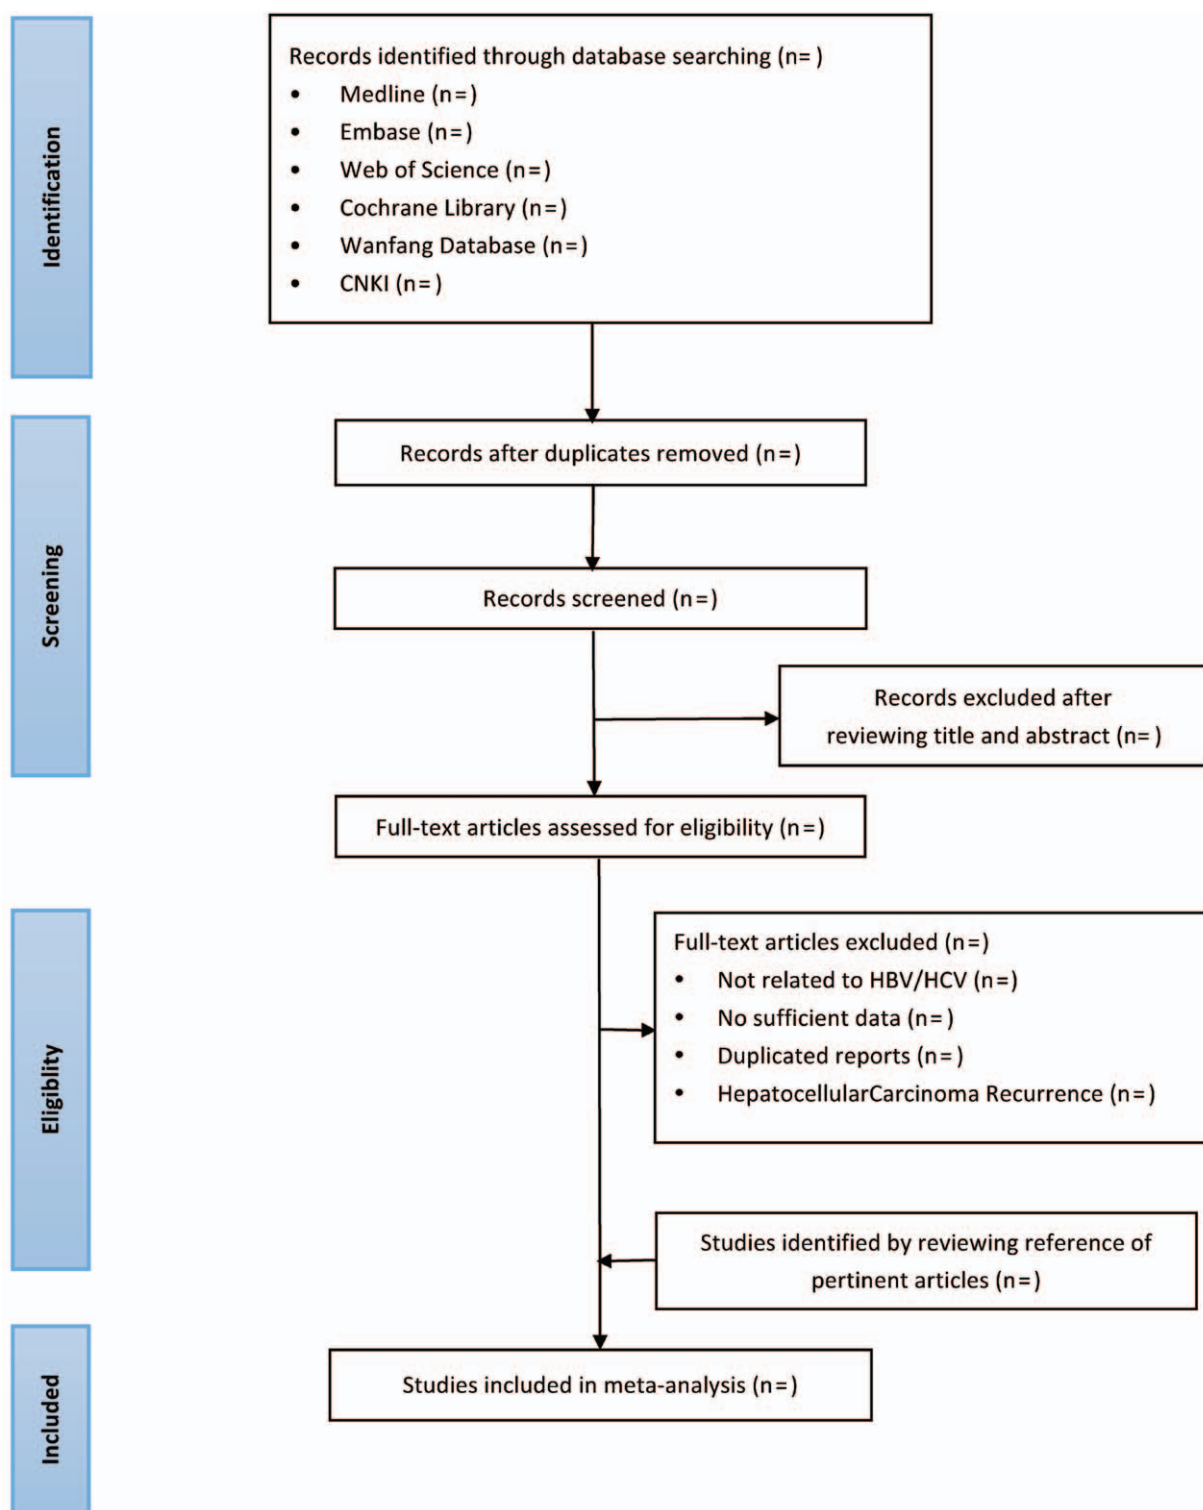 Identification
Records identified through database searching (n= )
• Medline (n= )
• Embase (n= )
• Web of Science (n= )
• Cochrane Library (n= )
• Wanfang Database (n= )
• CNKI (n= )
Screening
Records after duplicates removed (n= )
Records screened (n= )
Records excluded after
reviewing title and abstract (n= )
Full-text articles assessed for eligibility (n= )
Eligiblity
Full-text articles excluded (n= )
• Not related to HBV/HCV (n= )
• No sufficient data (n= )
• Duplicated reports (n= )
• HepatocellularCarcinoma Recurrence (n= )
Studies identified by reviewing reference of
pertinent articles (n= )
Included
Studies included in meta-analysis (n= )